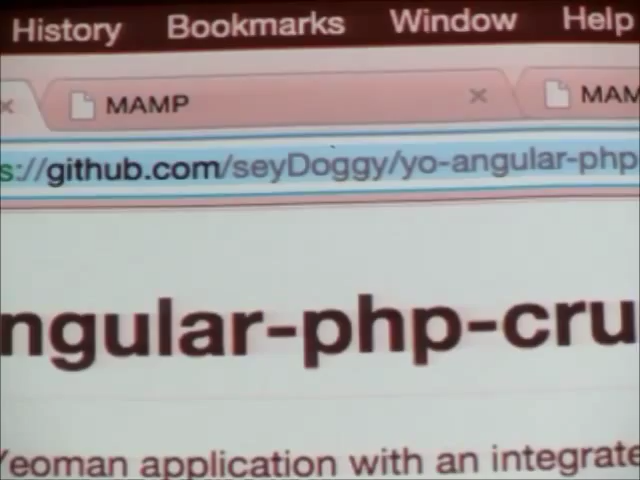 History Bookmarks Window Help
MAMP MAM
s://github.com/seyDoggy/yo-angular-php
ngular-php-cru
Yeoman application with an integrate